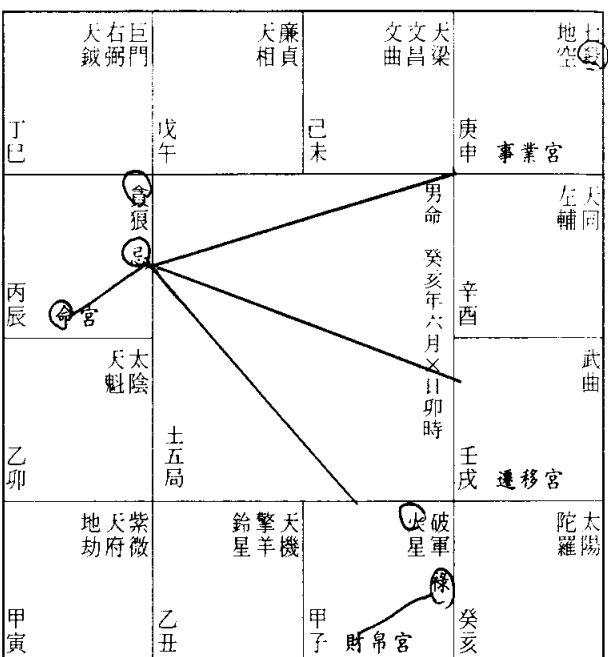 巨門
右弼
天鉞
丁巳
廉貞
天相
戊午
天梁
文昌
文曲
己未
七殺
地空
庚申
事業宮
貪狼
忌
丙辰
命宮
男命 癸亥年六月×日卯時
土五局
天同
左輔
辛酉
太陰
天魁
乙卯
武曲
壬戌
遷移宮
紫微
天府
地劫
甲寅
天機
擎羊
鈴星
乙丑
破軍
火星
祿
甲子
財帛宮
太陽
陀羅
癸亥